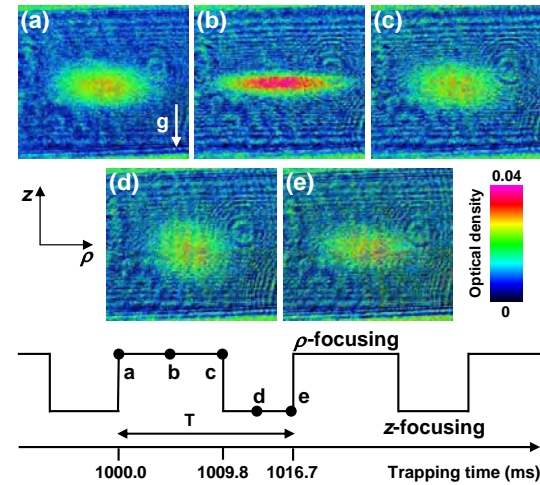 (a) (b) (c)
g
(d) (e)
z
ρ
0.04
Optical density
0
ρ-focusing
a b c
d e
T
z-focusing
1000.0 1009.8 1016.7 Trapping time (ms)